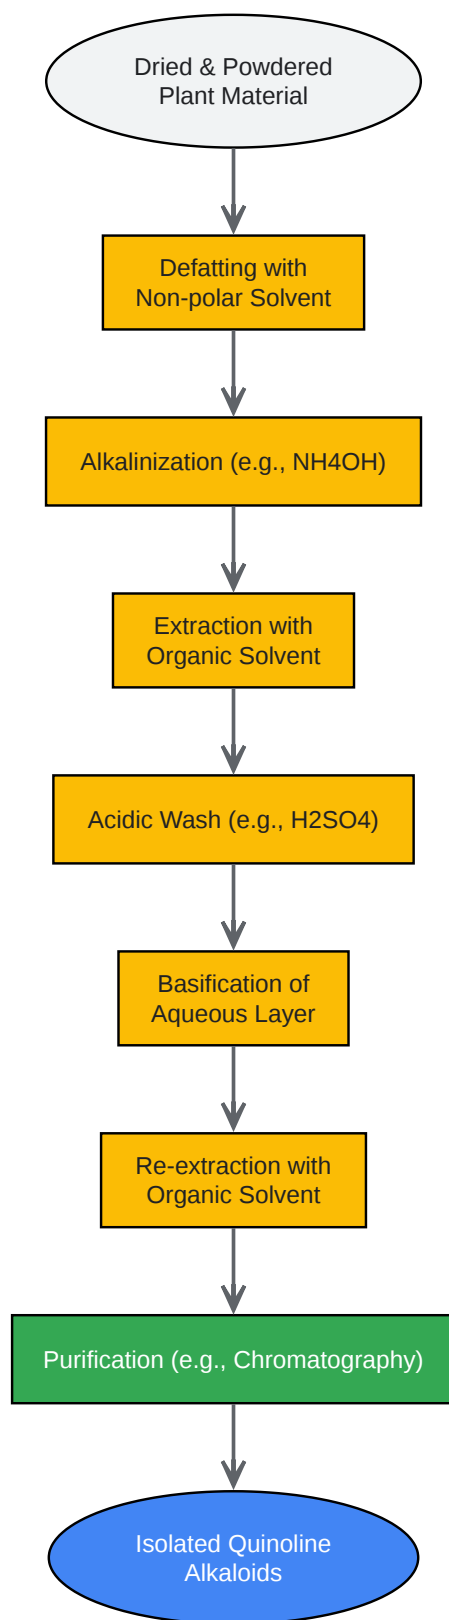 Dried & Powdered
Plant Material
Defatting with
Non-polar Solvent
Alkalinization (e.g., NH4OH)
Extraction with
Organic Solvent
Acidic Wash (e.g., H2SO4)
Basification of
Aqueous Layer
Re-extraction with
Organic Solvent
Purification (e.g., Chromatography)
Isolated Quinoline
Alkaloids